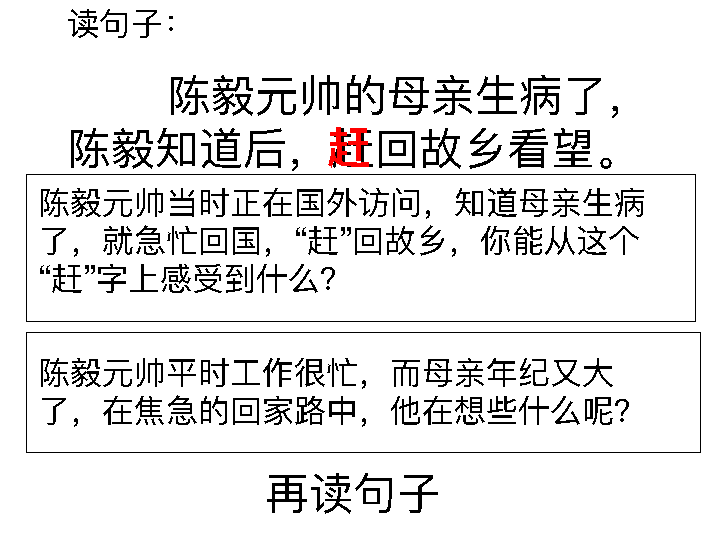 读句子：
陈毅元帅的母亲生病了，
陈毅知道后，赶回故乡看望。
陈毅元帅当时正在国外访问，知道母亲生病
了，就急忙回国，“赶”回故乡，你能从这个
“赶”字上感受到什么？
陈毅元帅平时工作很忙，而母亲年纪又大
了，在焦急的回家路中，他在想些什么呢？
再读句子